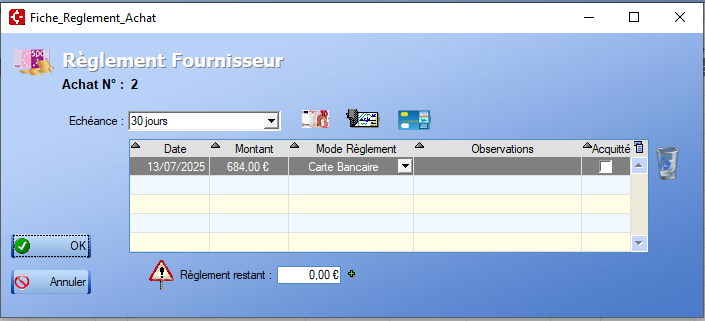 Fiche_Reglement_Achat
Règlement Fournisseur
Achat N° : 2
Echéance : 30 jours
Date Montant Mode Règlement Observations Acquitté
13/07/2025 684,00 € Carte Bancaire
OK
Annuler
Règlement restant : 0,00 €